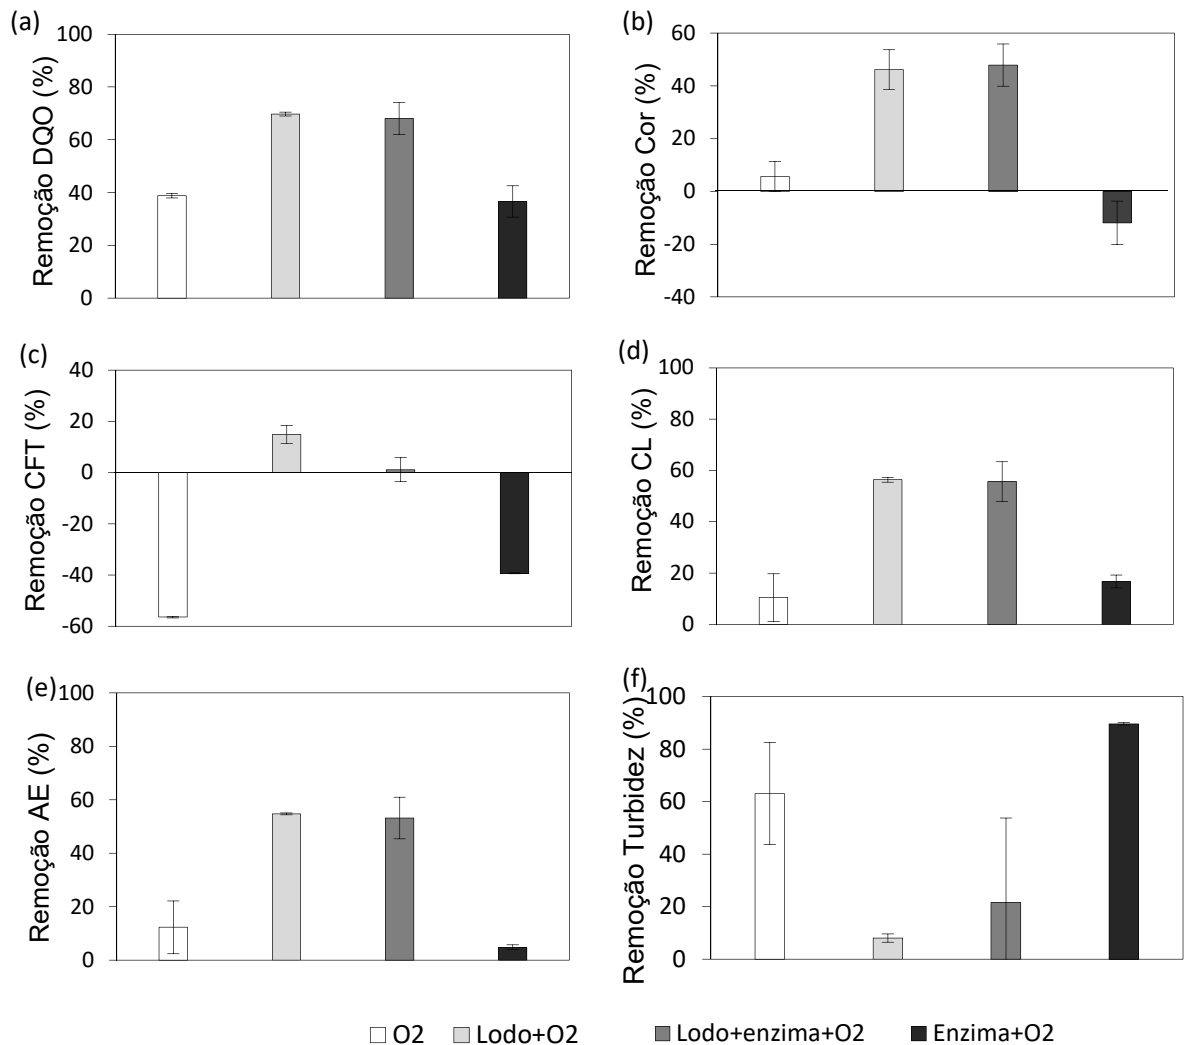 (a)
Remoção DQO (%)
100
80
60
40
20
0
(b)
Remoção Cor (%)
60
40
20
0
-20
-40
(c)
Remoção CFT (%)
40
20
0
-20
-40
-60
(d)
Remoção CL (%)
100
80
60
40
20
0
(e)
Remoção AE (%)
100
80
60
40
20
0
(f)
Remoção Turbidez (%)
100
80
60
40
20
0
O2 Lodo+O2 Lodo+enzima+O2 Enzima+O2